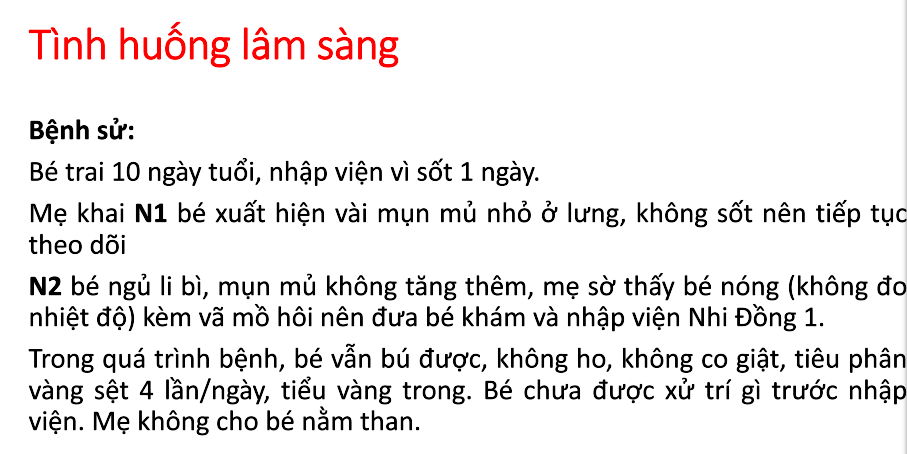 Tình huống lâm sàng
Bệnh sử:
Bé trai 10 ngày tuổi, nhập viện vì sốt 1 ngày.
Mẹ khai N1 bé xuất hiện vài mụn mủ nhỏ ở lưng, không sốt nên tiếp tục
theo dõi
N2 bé ngủ li bì, mụn mủ không tăng thêm, mẹ sờ thấy bé nóng (không đo
nhiệt độ) kèm vã mồ hôi nên đưa bé khám và nhập viện Nhi Đồng 1.
Trong quá trình bệnh, bé vẫn bú được, không ho, không co giật, tiêu phân
vàng sệt 4 lần/ngày, tiểu vàng trong. Bé chưa được xử trí gì trước nhập
viện. Mẹ không cho bé nằm than.